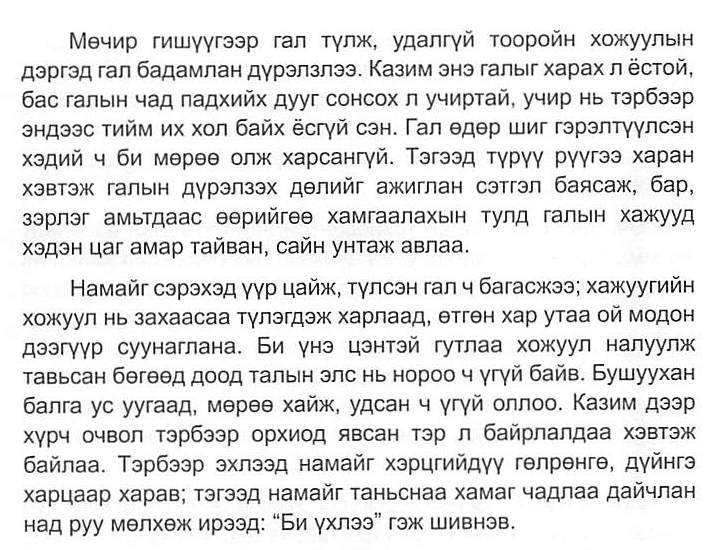 Мөчир гишүүгээр гал түлж, удалгүй тооройн хожуулын
дэргэд гал бадамлан дүрэлзлээ. Казим энэ галыг харах л ёстой,
бас галын чад падхийх дууг сонсох л учиртай, учир нь тэрбээр
эндээс тийм их хол байх ёсгүй сэн. Гал өдөр шиг гэрэлтүүлсэн
хэдий ч би мөрөө олж харсангүй. Тэгээд түрүү рүүгээ харан
хэвтэж галын дүрэлзэх дөлийг ажиглан сэтгэл баясаж, бар,
зэрлэг амьтдаас өөрийгөө хамгаалахын тулд галын хажууд
хэдэн цаг амар тайван, сайн унтаж авлаа.
Намайг сэрэхэд үүр цайж, түлсэн гал ч багасжээ; хажуугийн
хожуул нь захаасаа түлэгдэж харлаад, өтгөн хар утаа ой модон
дээгүүр суунаглана. Би үнэ цэнтэй гутлаа хожуул налуулж
тавьсан бөгөөд доод талын элс нь нороо ч үгүй байв. Бушуухан
балга ус уугаад, мөрөө хайж, удсан ч үгүй оллоо. Казим дээр
хүрч очвол тэрбээр орхиод явсан тэр л байрлалдаа хэвтэж
байлаа. Тэрбээр эхлээд намайг хэрцгийдүү гөлрөнгө, дүйнгэ
харцаар харав; тэгээд намайг таньснаа хамаг чадлаа дайчлан
над руу мөлхөж ирээд: “Би үхлээ” гэж шивнэв.